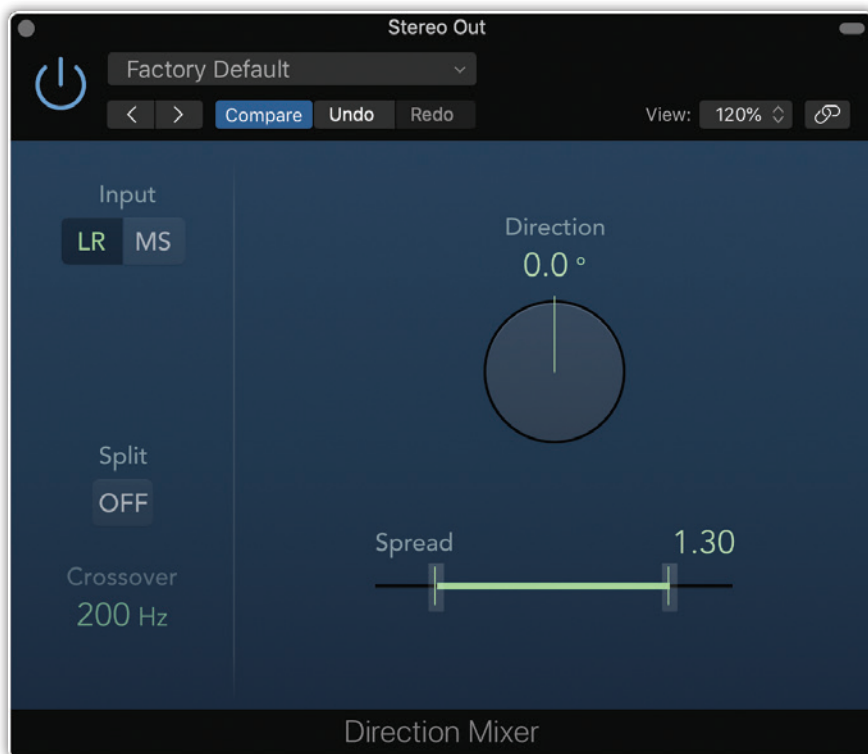 Stereo Out
Factory Default
Compare Undo Redo View: 120%
Input
LR MS
Direction
0.0 °
Split
OFF
Spread 1.30
Crossover
200 Hz
Direction Mixer